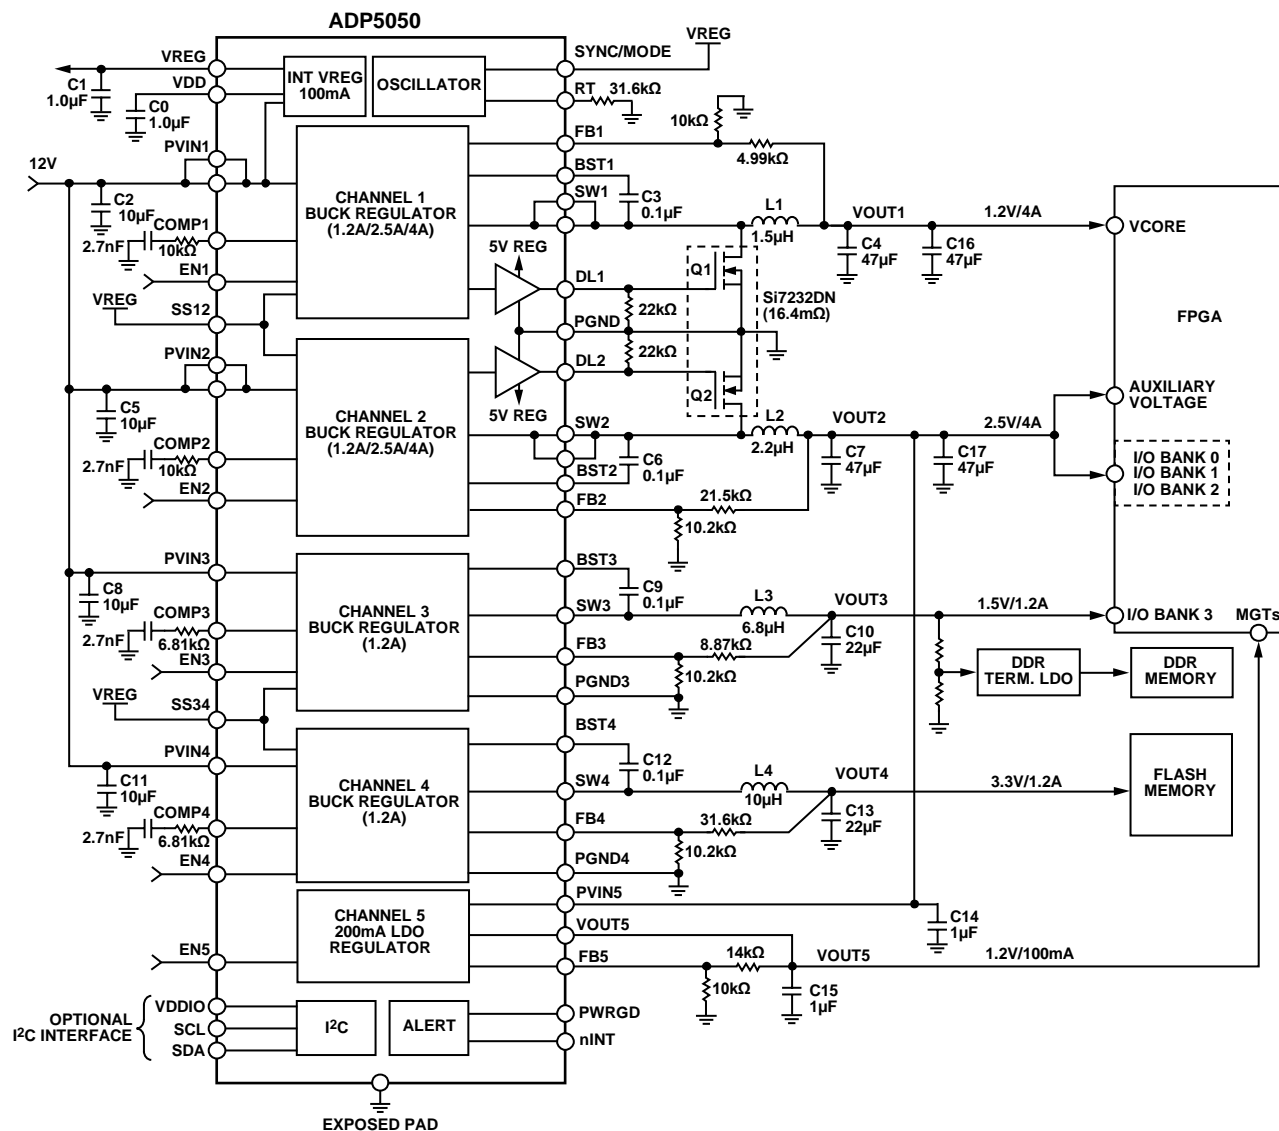 ADP5050
VREG
C1
1.0µF
VDD
C0
1.0µF
INT VREG
100mA
OSCILLATOR
SYNC/MODE
VREG
RT
31.6kΩ
FB1
10kΩ
4.99kΩ
12V
PVIN1
C2
10µF
COMP1
2.7nF
10kΩ
EN1
VREG
SS12
CHANNEL 1
BUCK REGULATOR
(1.2A/2.5A/4A)
BST1
SW1
C3
0.1µF
L1
1.5µH
VOUT1
1.2V/4A
C4
47µF
C16
47µF
VCORE
FPGA
5V REG
DL1
22kΩ
PGND
22kΩ
DL2
5V REG
Q1
Si7232DN
(16.4mΩ)
Q2
AUXILIARY
VOLTAGE
I/O BANK 0
I/O BANK 1
I/O BANK 2
PVIN2
C5
10µF
COMP2
2.7nF
10kΩ
EN2
CHANNEL 2
BUCK REGULATOR
(1.2A/2.5A/4A)
SW2
BST2
C6
0.1µF
L2
2.2µH
VOUT2
2.5V/4A
C7
47µF
C17
47µF
FB2
21.5kΩ
10.2kΩ
PVIN3
C8
10µF
COMP3
2.7nF
6.81kΩ
EN3
VREG
SS34
CHANNEL 3
BUCK REGULATOR
(1.2A)
BST3
C9
0.1µF
SW3
L3
6.8µH
VOUT3
1.5V/1.2A
I/O BANK 3
MGTs
FB3
8.87kΩ
C10
22µF
10.2kΩ
PGND3
DDR
TERM. LDO
DDR
MEMORY
PVIN4
C11
10µF
COMP4
2.7nF
6.81kΩ
EN4
CHANNEL 4
BUCK REGULATOR
(1.2A)
BST4
C12
0.1µF
SW4
L4
10µH
VOUT4
3.3V/1.2A
FLASH
MEMORY
FB4
31.6kΩ
C13
22µF
10.2kΩ
PGND4
PVIN5
C14
1µF
CHANNEL 5
200mA LDO
REGULATOR
EN5
VOUT5
FB5
14kΩ
VOUT5
1.2V/100mA
10kΩ
C15
1µF
OPTIONAL
I2C INTERFACE
VDDIO
SCL
SDA
I2C
ALERT
PWRGD
nINT
EXPOSED PAD